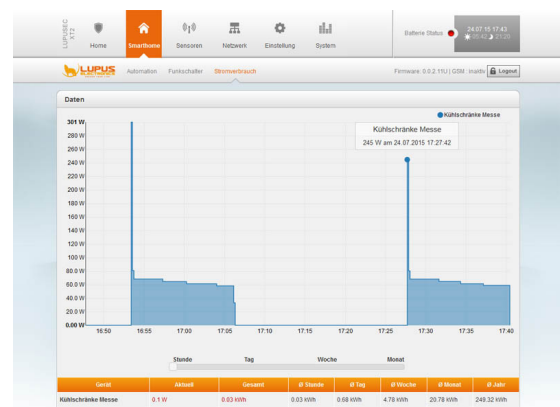 LUPUSEC
XT2
Home
Smarthome
Sensoren
Netzwerk
Einstellung
System
Batterie Status
24.07.15 17:43
05:42 21:20
LUPUS
Automation
Funkschalter
Stromverbrauch
Firmware: 0.0.2.11U | GSM: Inaktiv
Logout
Daten
Kühlschränke Messe
301 W
280 W
260 W
240 W
220 W
200 W
180 W
160 W
140 W
120 W
100 W
80.0 W
60.0 W
40.0 W
20.0 W
0.00 W
Kühlschränke Messe
245 W am 24.07.2015 17:27:42
16:50 16:55 17:00 17:05 17:10 17:15 17:20 17:25 17:30 17:35 17:40
Stunde Tag Woche Monat
Gerät Aktuell Gesamt Ø Stunde Ø Tag Ø Woche Ø Monat Ø Jahr
Kühlschränke Messe 0.1 W 0.03 kWh 0.03 kWh 0.68 kWh 4.78 kWh 20.78 kWh 249.32 kWh